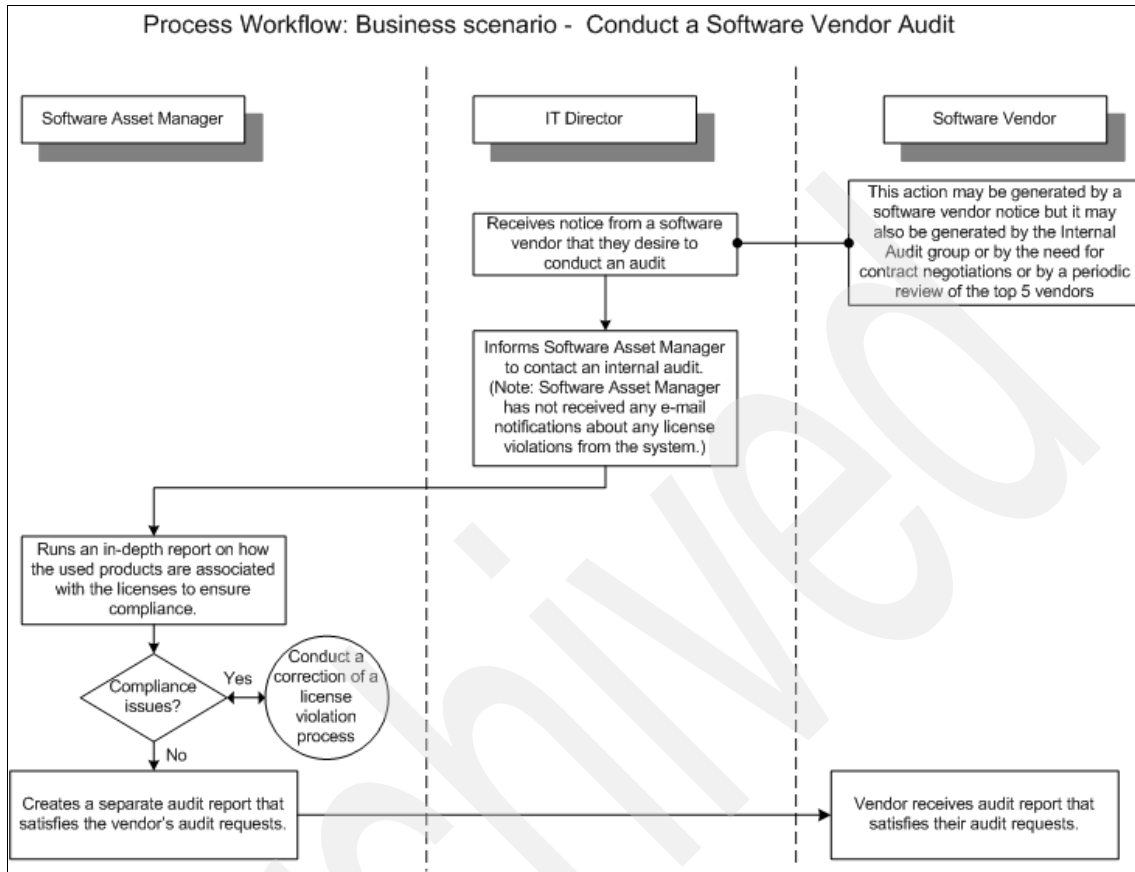 Process Workflow: Business scenario -  Conduct a Software Vendor Audit
Software Asset Manager
IT Director
Software Vendor
This action may be generated by a
software vendor notice but it may
also be generated by the Internal
Audit group or by the need for
contract negotiations or by a periodic
review of the top 5 vendors
Receives notice from a software
vendor that they desire to
conduct an audit
Informs Software Asset Manager
to contact an internal audit.
(Note: Software Asset Manager
has not received any e-mail
notifications about any license
violations from the system.)
Runs an in-depth report on how
the used products are associated
with the licenses to ensure
compliance.
Compliance
issues?
Yes
Conduct a
correction of a
license
violation
process
No
Creates a separate audit report that
satisfies the vendor's audit requests.
Vendor receives audit report that
satisfies their audit requests.
chived